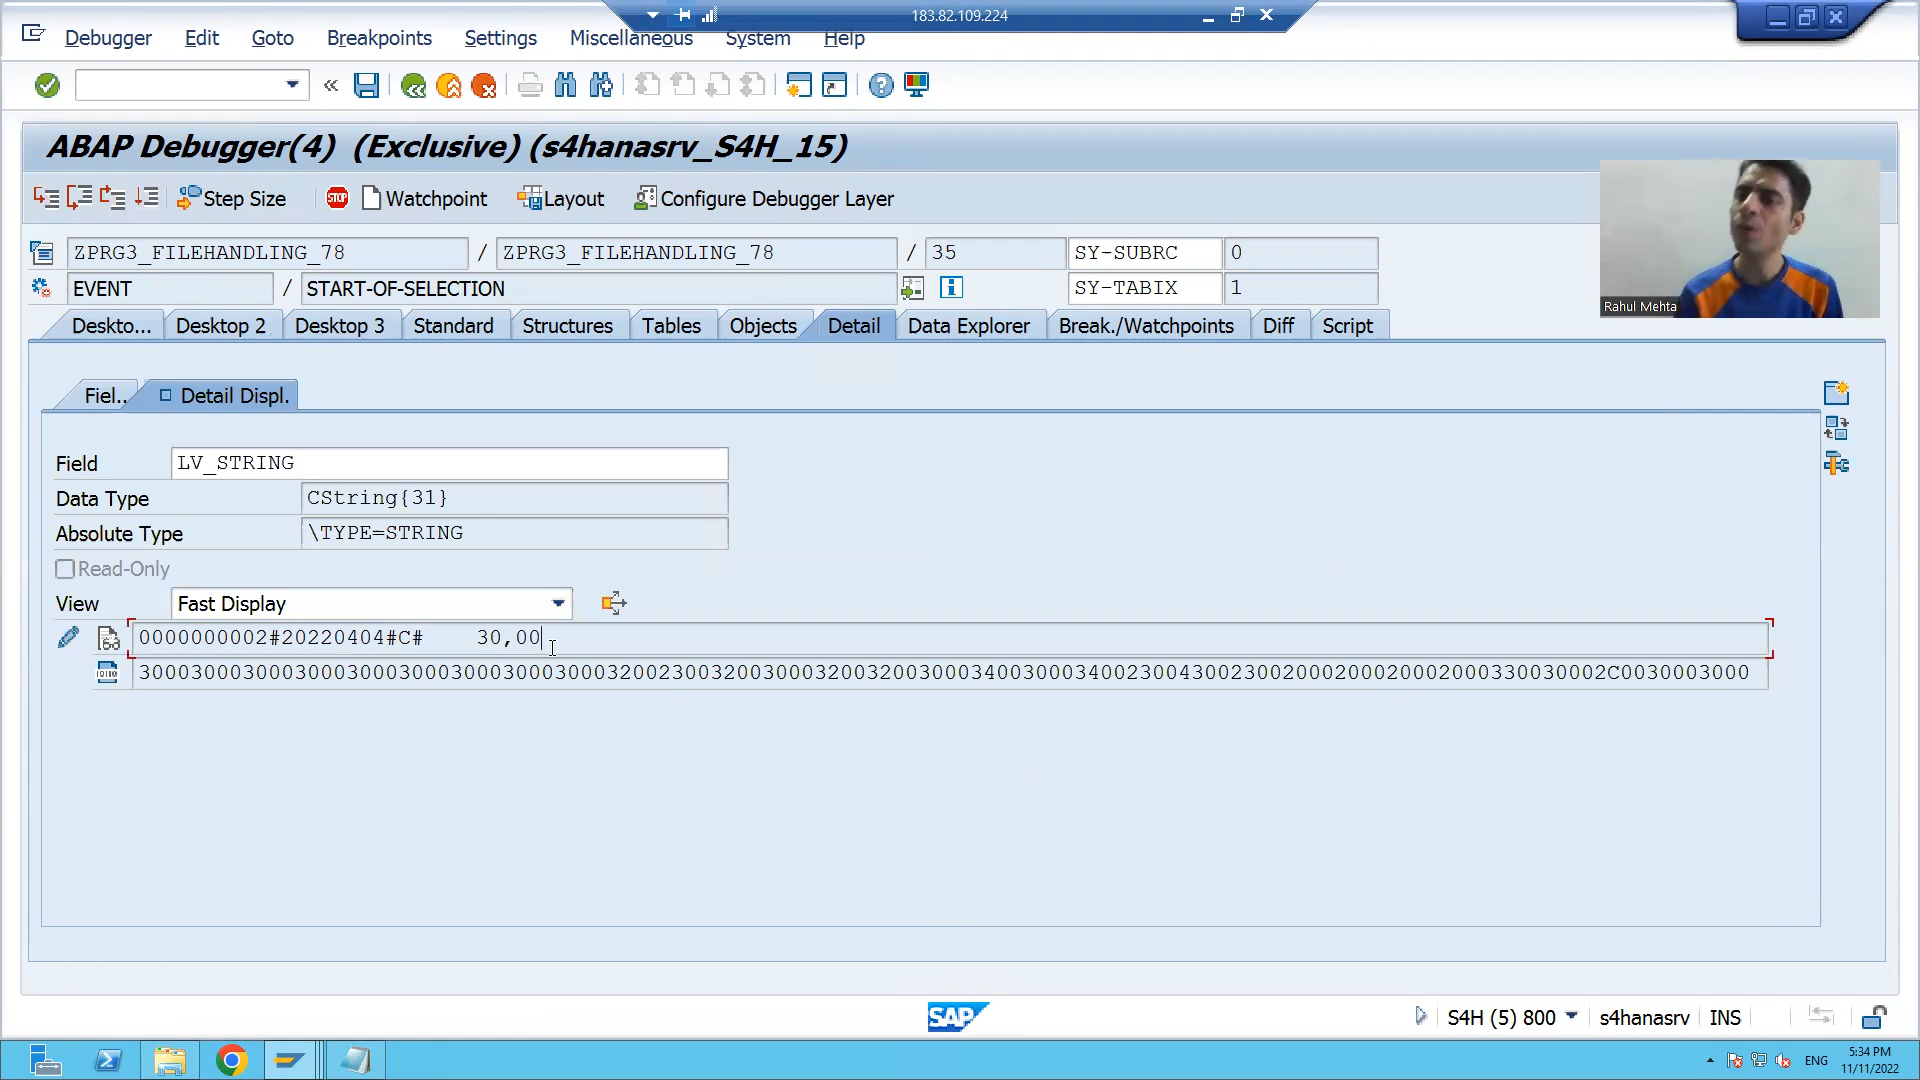 183.82.109.224
Debugger Edit Goto Breakpoints Settings Miscellaneous System Help
ABAP Debugger(4) (Exclusive) (s4hanasrv_S4H_15)
Step Size STOP Watchpoint Layout Configure Debugger Layer
ZPRG3_FILEHANDLING_78 / ZPRG3_FILEHANDLING_78 / 35 SY-SUBRC 0
EVENT / START-OF-SELECTION SY-TABIX 1
Rahul Mehta
Deskto... Desktop 2 Desktop 3 Standard Structures Tables Objects Detail Data Explorer Break./Watchpoints Diff Script
Fiel.. Detail Displ.
Field LV_STRING
Data Type CString{31}
Absolute Type \TYPE=STRING
Read-Only
View Fast Display
0000000002#20220404#C#    30,00
30003000300030003000300030003000300032002300320030003200320030003400300034002300430023002000200020002000330030002C0030003000
SAP S4H (5) 800 s4hanasrv INS
ENG 5:34 PM
11/11/2022